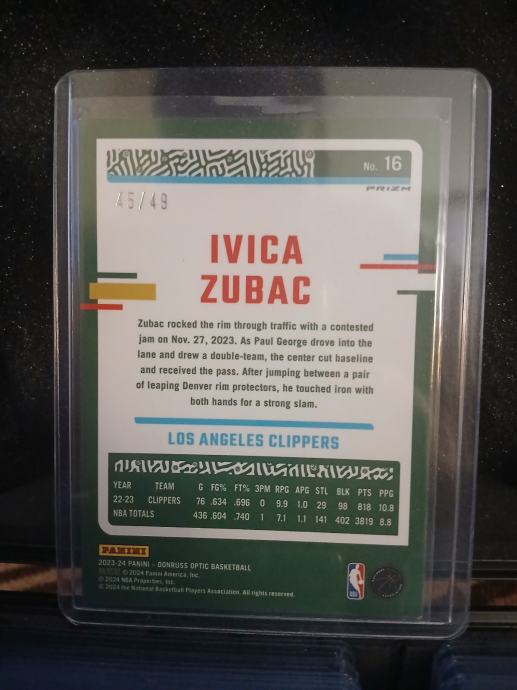 No. 16
PRIZM
45/49
IVICA
ZUBAC
Zubac rocked the rim through traffic with a contested
jam on Nov. 27, 2023. As Paul George drove into the
lane and drew a double-team, the center cut baseline
and received the pass. After jumping between a pair
of leaping Denver rim protectors, he touched iron with
both hands for a strong slam.
LOS ANGELES CLIPPERS
YEAR TEAM G FG% FT% 3PM RPG APG STL BLK PTS PPG
22-23 CLIPPERS 76 .634 .696 0 9.9 1.0 29 98 818 10.8
NBA TOTALS 436 .604 .740 1 7.1 1.1 141 402 3819 8.8
PANINI
2023-24 PANINI – DONRUSS OPTIC BASKETBALL
© 2024 Panini America, Inc.
© 2024 NBA Properties, Inc.
© 2024 the National Basketball Players Association. All rights reserved.